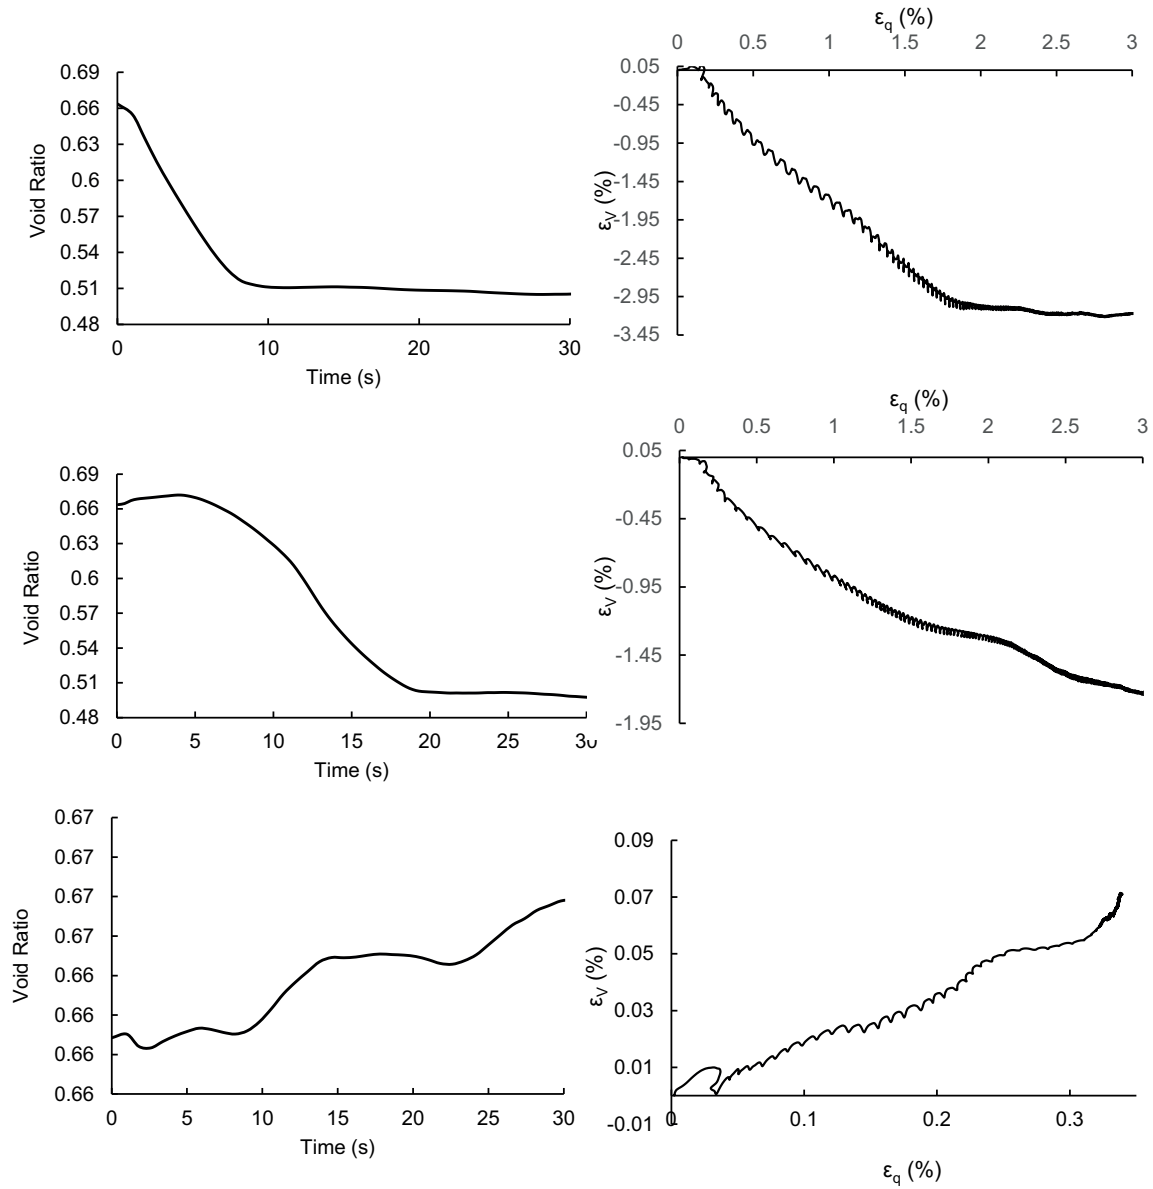 εq (%)
0 0.5 1 1.5 2 2.5 3
0.69
0.66
0.63
0.6
0.57
0.54
0.51
0.48
Void Ratio
0 10 20 30
Time (s)
0.05
-0.45
-0.95
-1.45
-1.95
-2.45
-2.95
-3.45
εV (%)
εq (%)
0 0.5 1 1.5 2 2.5 3
0.69
0.66
0.63
0.6
0.57
0.54
0.51
0.48
Void Ratio
0 5 10 15 20 25 30
Time (s)
0.05
-0.45
-0.95
-1.45
-1.95
εV (%)
0.67
0.67
0.67
0.67
0.66
0.66
0.66
0.66
Void Ratio
0 5 10 15 20 25 30
Time (s)
0.09
0.07
0.05
0.03
0.01
-0.01
εV (%)
0 0.1 0.2 0.3
εq (%)